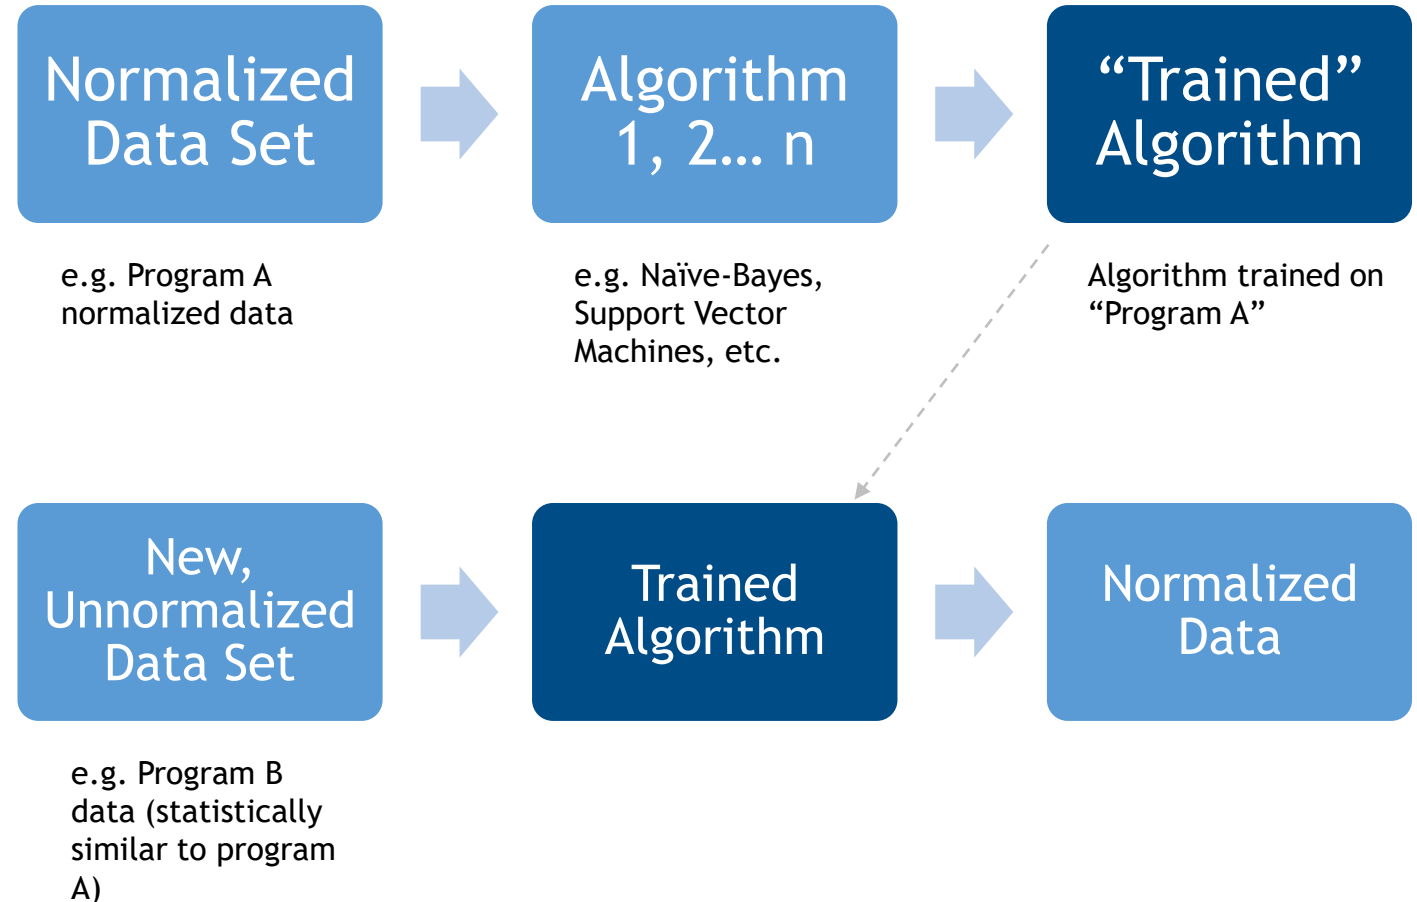 Normalized
Data Set
Algorithm
1, 2… n
“Trained”
Algorithm
e.g. Program A
normalized data
e.g. Naïve-Bayes,
Support Vector
Machines, etc.
Algorithm trained on
“Program A”
New,
Unnormalized
Data Set
Trained
Algorithm
Normalized
Data
e.g. Program B
data (statistically
similar to program
A)